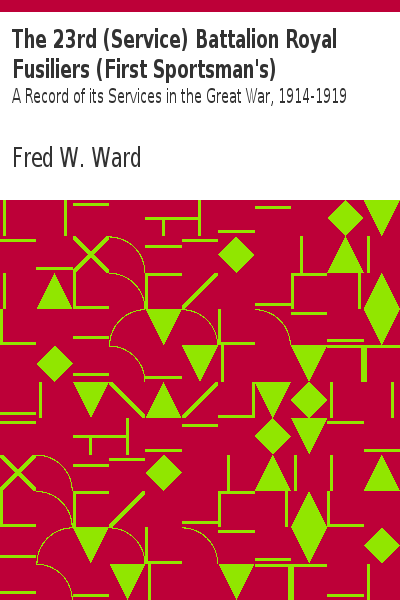 The 23rd (Service) Battalion Royal
Fusiliers (First Sportsman's)
A Record of its Services in the Great War, 1914-1919
Fred W. Ward